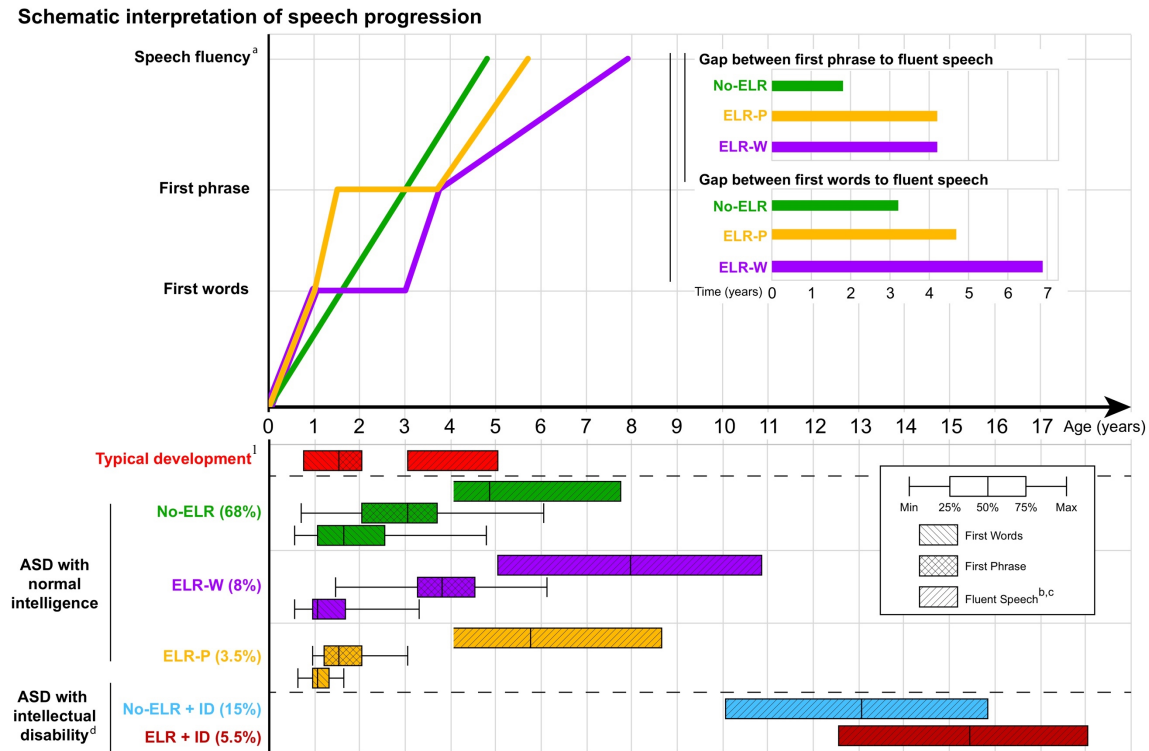 Schematic interpretation of speech progression
Speech fluency a
First phrase
First words
Gap between first phrase to fluent speech
No-ELR
ELR-P
ELR-W
Gap between first words to fluent speech
No-ELR
ELR-P
ELR-W
Time (years) 0 1 2 3 4 5 6 7
0 1 2 3 4 5 6 7 8 9 10 11 12 13 14 15 16 17 Age (years)
Typical development 1
ASD with
normal
intelligence
No-ELR (68%)
ELR-W (8%)
ELR-P (3.5%)
Min 25% 50% 75% Max
First Words
First Phrase
Fluent Speech b,c
ASD with
intellectual
disability d
No-ELR + ID (15%)
ELR + ID (5.5%)